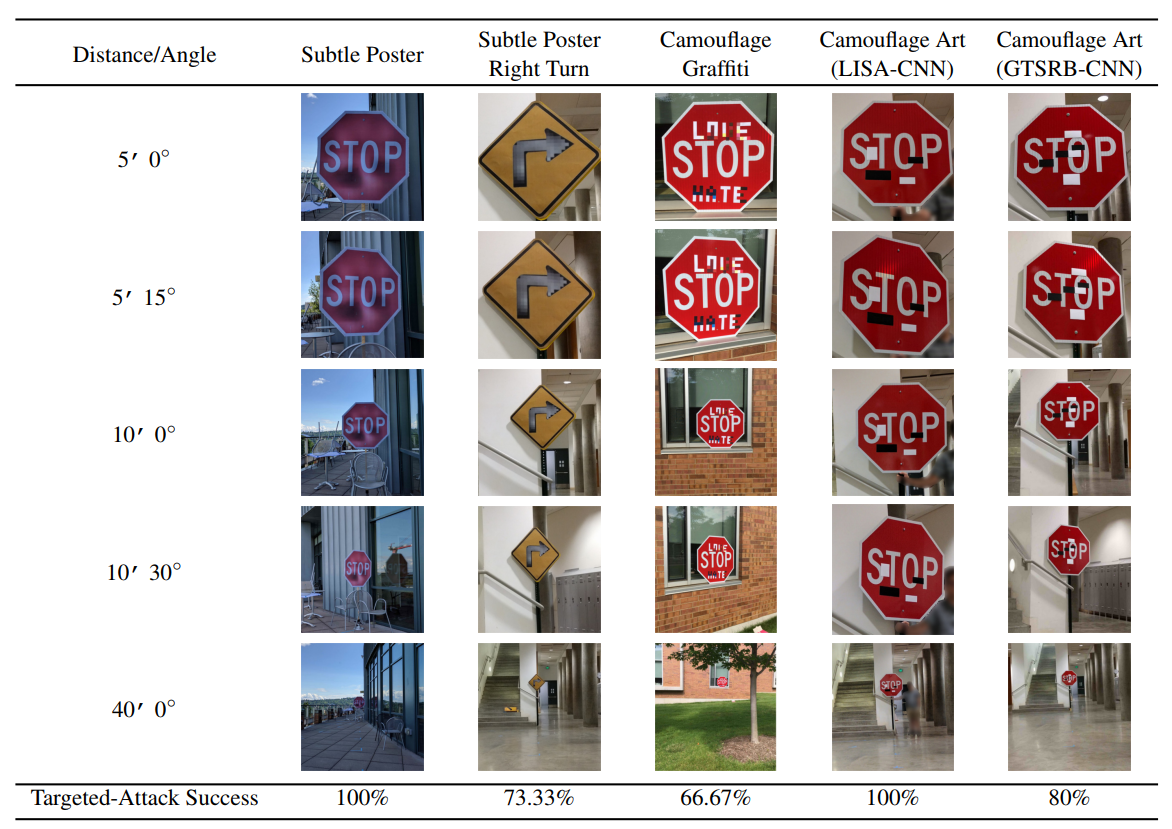 Distance/Angle Subtle Poster Subtle Poster Right Turn Camouflage Graffiti Camouflage Art (LISA-CNN) Camouflage Art (GTSRB-CNN)
5′ 0°
STOP
LOVE
STOP
HATE
STOP
STOP
5′ 15°
STOP
LOVE
STOP
HATE
STOP
STOP
10′ 0°
STOP
LOVE
STOP
HATE
STOP
STOP
10′ 30°
STOP
LOVE
STOP
HATE
STOP
STOP
40′ 0°
STOP
STOP
Targeted-Attack Success 100% 73.33% 66.67% 100% 80%